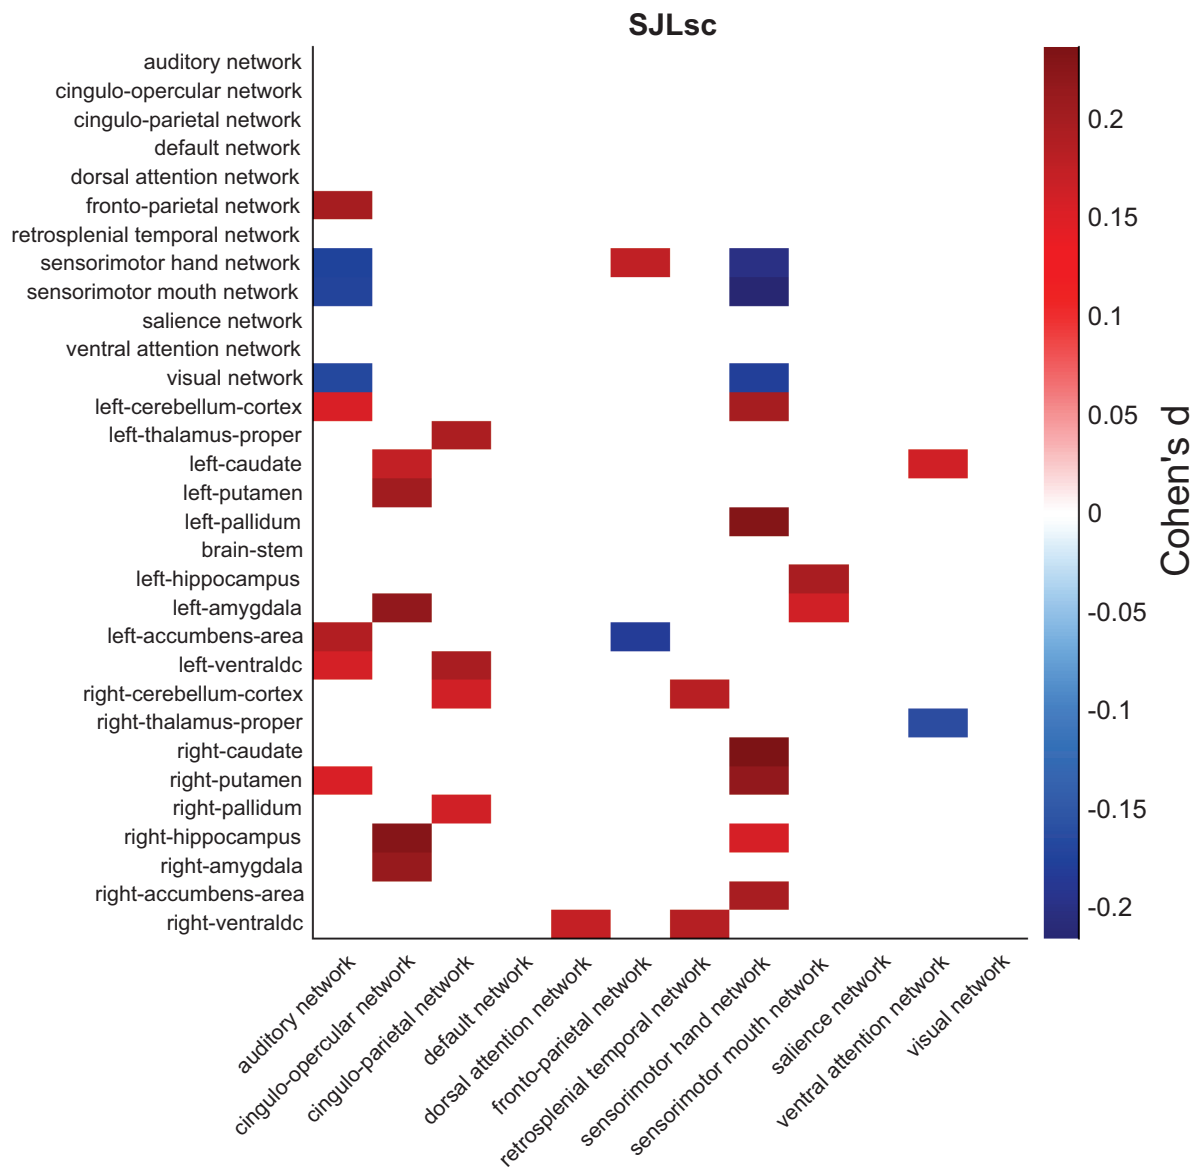 SJLsc
auditory network
cingulo-opercular network
cingulo-parietal network
default network
dorsal attention network
fronto-parietal network
retrosplenial temporal network
sensorimotor hand network
sensorimotor mouth network
salience network
ventral attention network
visual network
left-cerebellum-cortex
left-thalamus-proper
left-caudate
left-putamen
left-pallidum
brain-stem
left-hippocampus
left-amygdala
left-accumbens-area
left-ventraldc
right-cerebellum-cortex
right-thalamus-proper
right-caudate
right-putamen
right-pallidum
right-hippocampus
right-amygdala
right-accumbens-area
right-ventraldc
auditory network
cingulo-opercular network
cingulo-parietal network
default network
dorsal attention network
fronto-parietal network
retrosplenial temporal network
sensorimotor hand network
sensorimotor mouth network
salience network
ventral attention network
visual network
0.2
0.15
0.1
0.05
0
-0.05
-0.1
-0.15
-0.2
Cohen's d